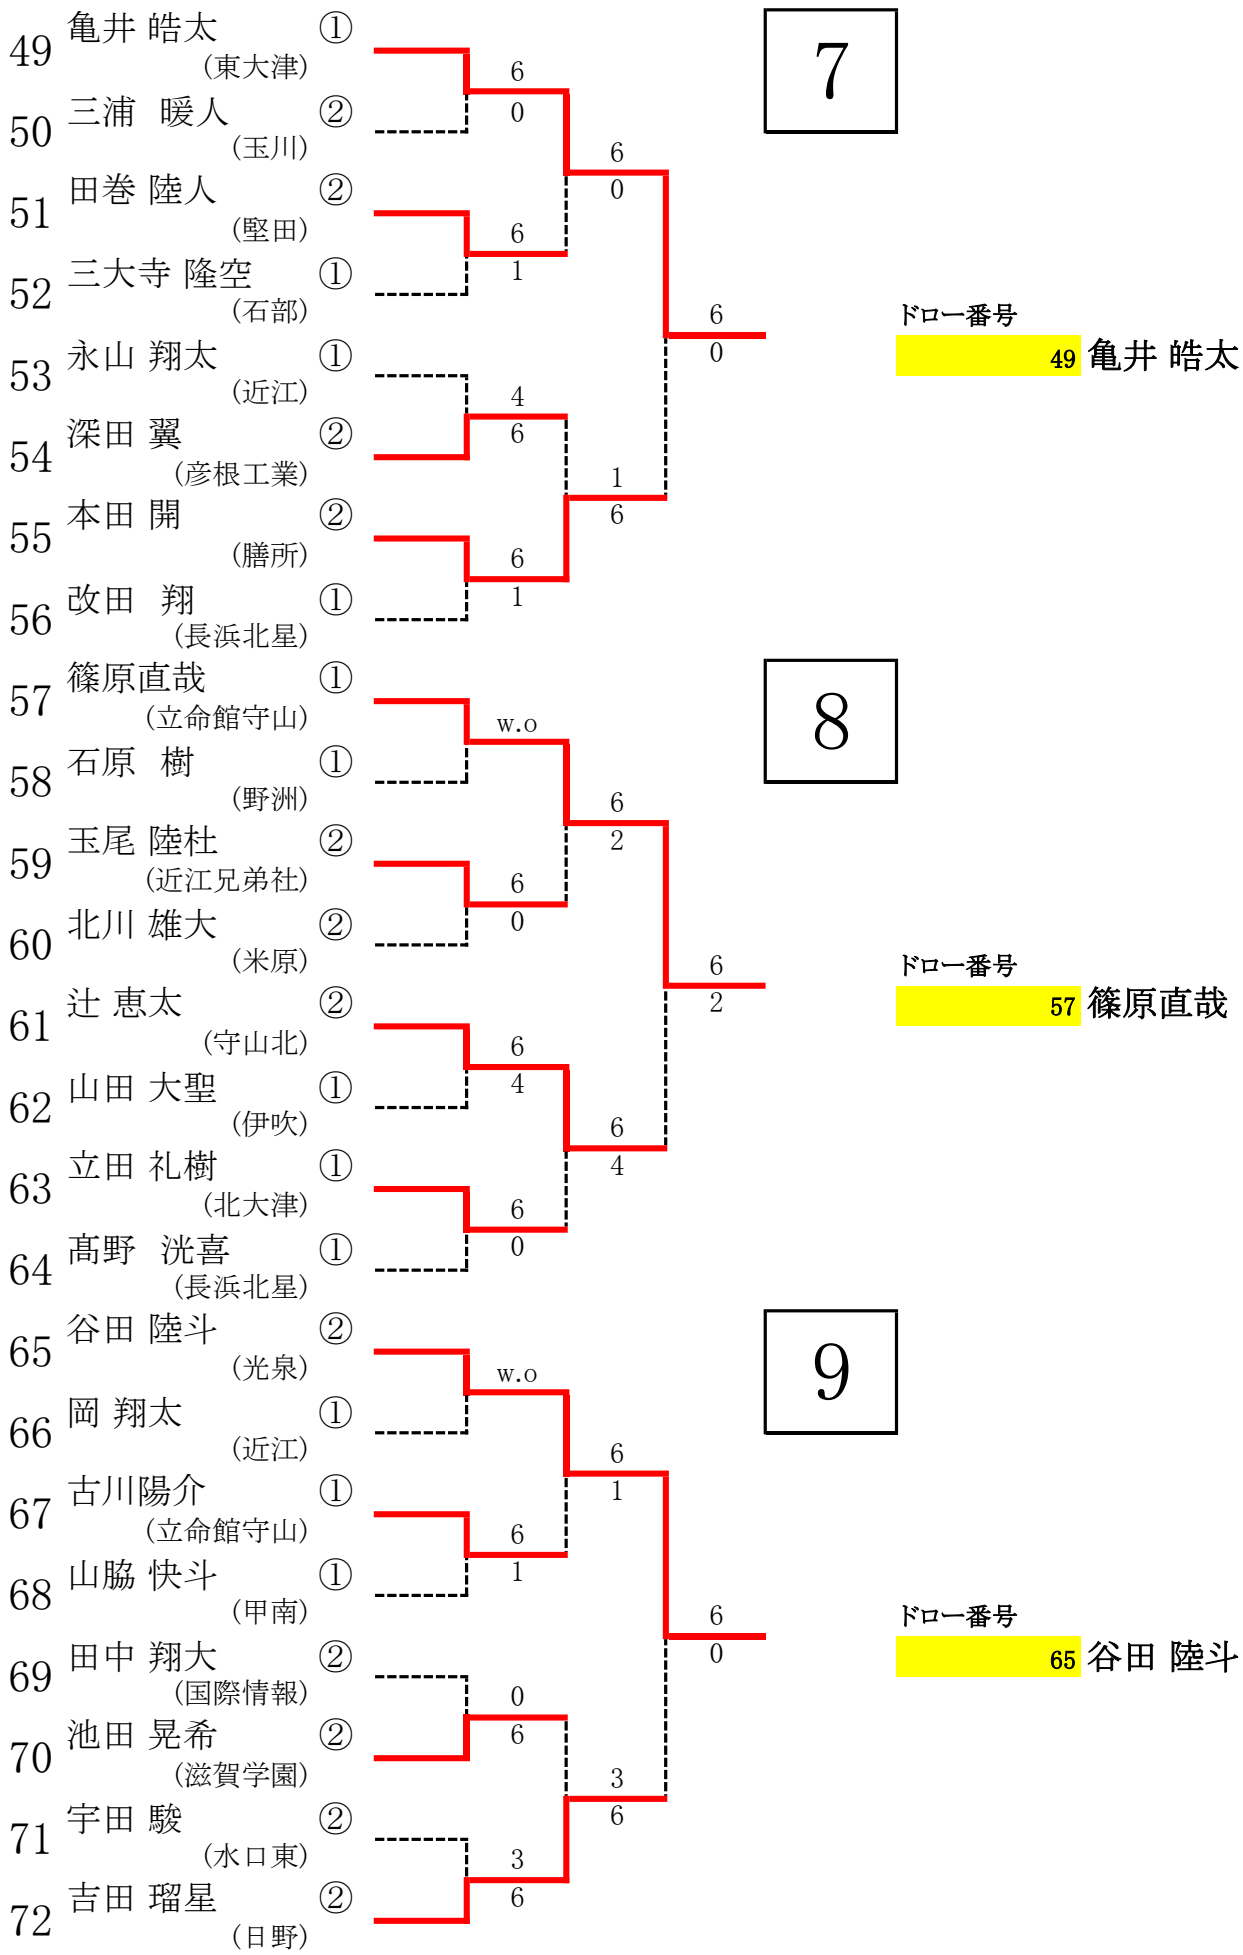 49 亀井 皓太 ①
(東大津)
50 三浦 暖人 ②
(玉川)
6
0
51 田巻 陸人 ②
(堅田)
52 三大寺 隆空 ①
(石部)
6
1
6
0
53 永山 翔太 ①
(近江)
54 深田 翼 ②
(彦根工業)
4
6
55 本田 開 ②
(膳所)
56 改田 翔 ①
(長浜北星)
6
1
1
6
6
0
7
ドロー番号
49 亀井 皓太
57 篠原直哉 ①
(立命館守山)
58 石原 樹 ①
(野洲)
w.o
59 玉尾 陸杜 ②
(近江兄弟社)
60 北川 雄大 ②
(米原)
6
0
6
2
61 辻 恵太 ②
(守山北)
62 山田 大聖 ①
(伊吹)
6
4
63 立田 礼樹 ①
(北大津)
64 髙野 洸喜 ①
(長浜北星)
6
0
6
4
6
2
8
ドロー番号
57 篠原直哉
65 谷田 陸斗 ②
(光泉)
66 岡 翔太 ①
(近江)
w.o
67 古川陽介 ①
(立命館守山)
68 山脇 快斗 ①
(甲南)
6
1
6
1
69 田中 翔大 ②
(国際情報)
70 池田 晃希 ②
(滋賀学園)
0
6
71 宇田 駿 ②
(水口東)
72 吉田 瑠星 ②
(日野)
3
6
3
6
6
0
9
ドロー番号
65 谷田 陸斗